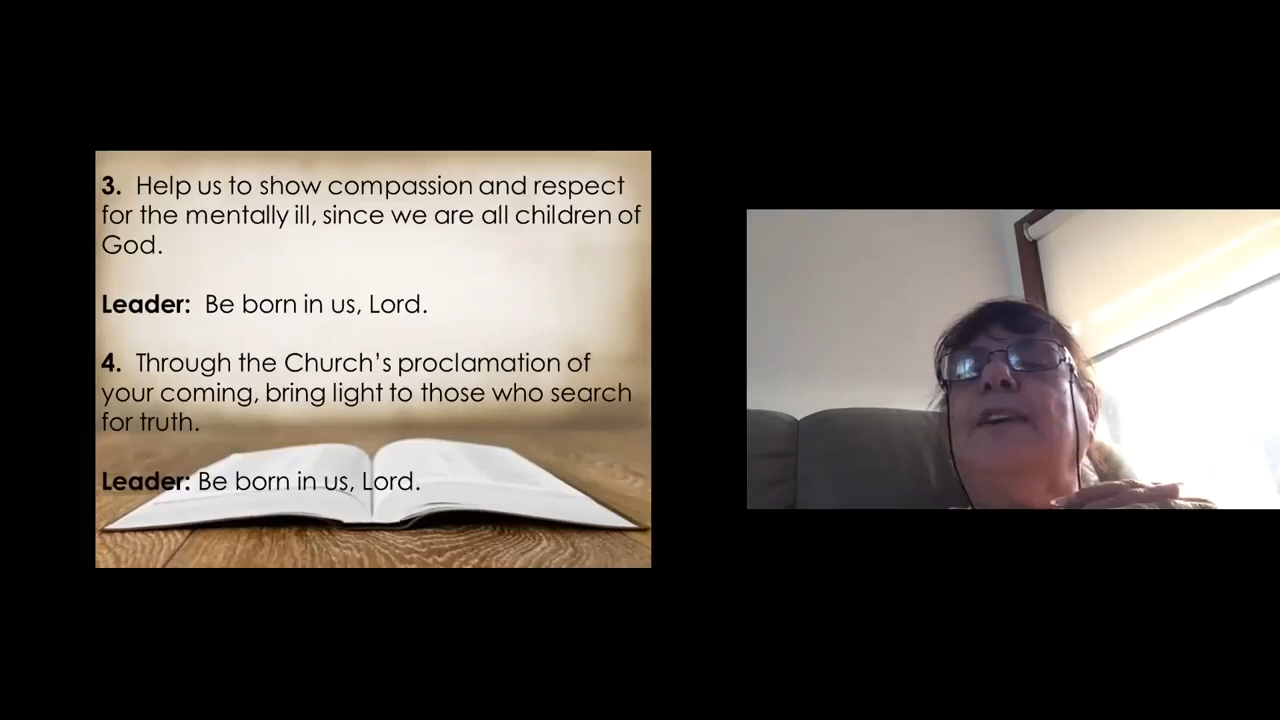 3. Help us to show compassion and respect
for the mentally ill, since we are all children of
God.
Leader: Be born in us, Lord.
4. Through the Church’s proclamation of
your coming, bring light to those who search
for truth.
Leader: Be born in us, Lord.